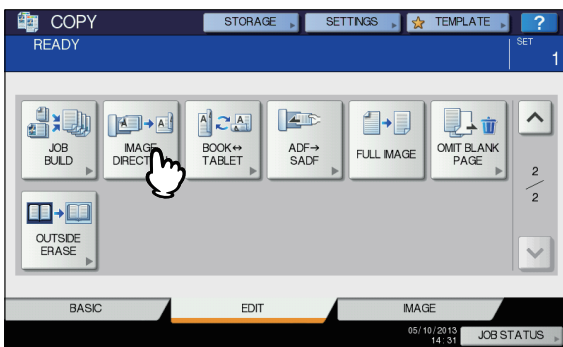 COPY
STORAGE
SETTINGS
TEMPLATE
?
READY
SET
1
JOB
BUILD
IMAGE
DIRECT
BOOK↔
TABLET
ADF→
SADF
FULL IMAGE
OMIT BLANK
PAGE
2
2
OUTSIDE
ERASE
BASIC
EDIT
IMAGE
05/10/2013
14:31
JOB STATUS